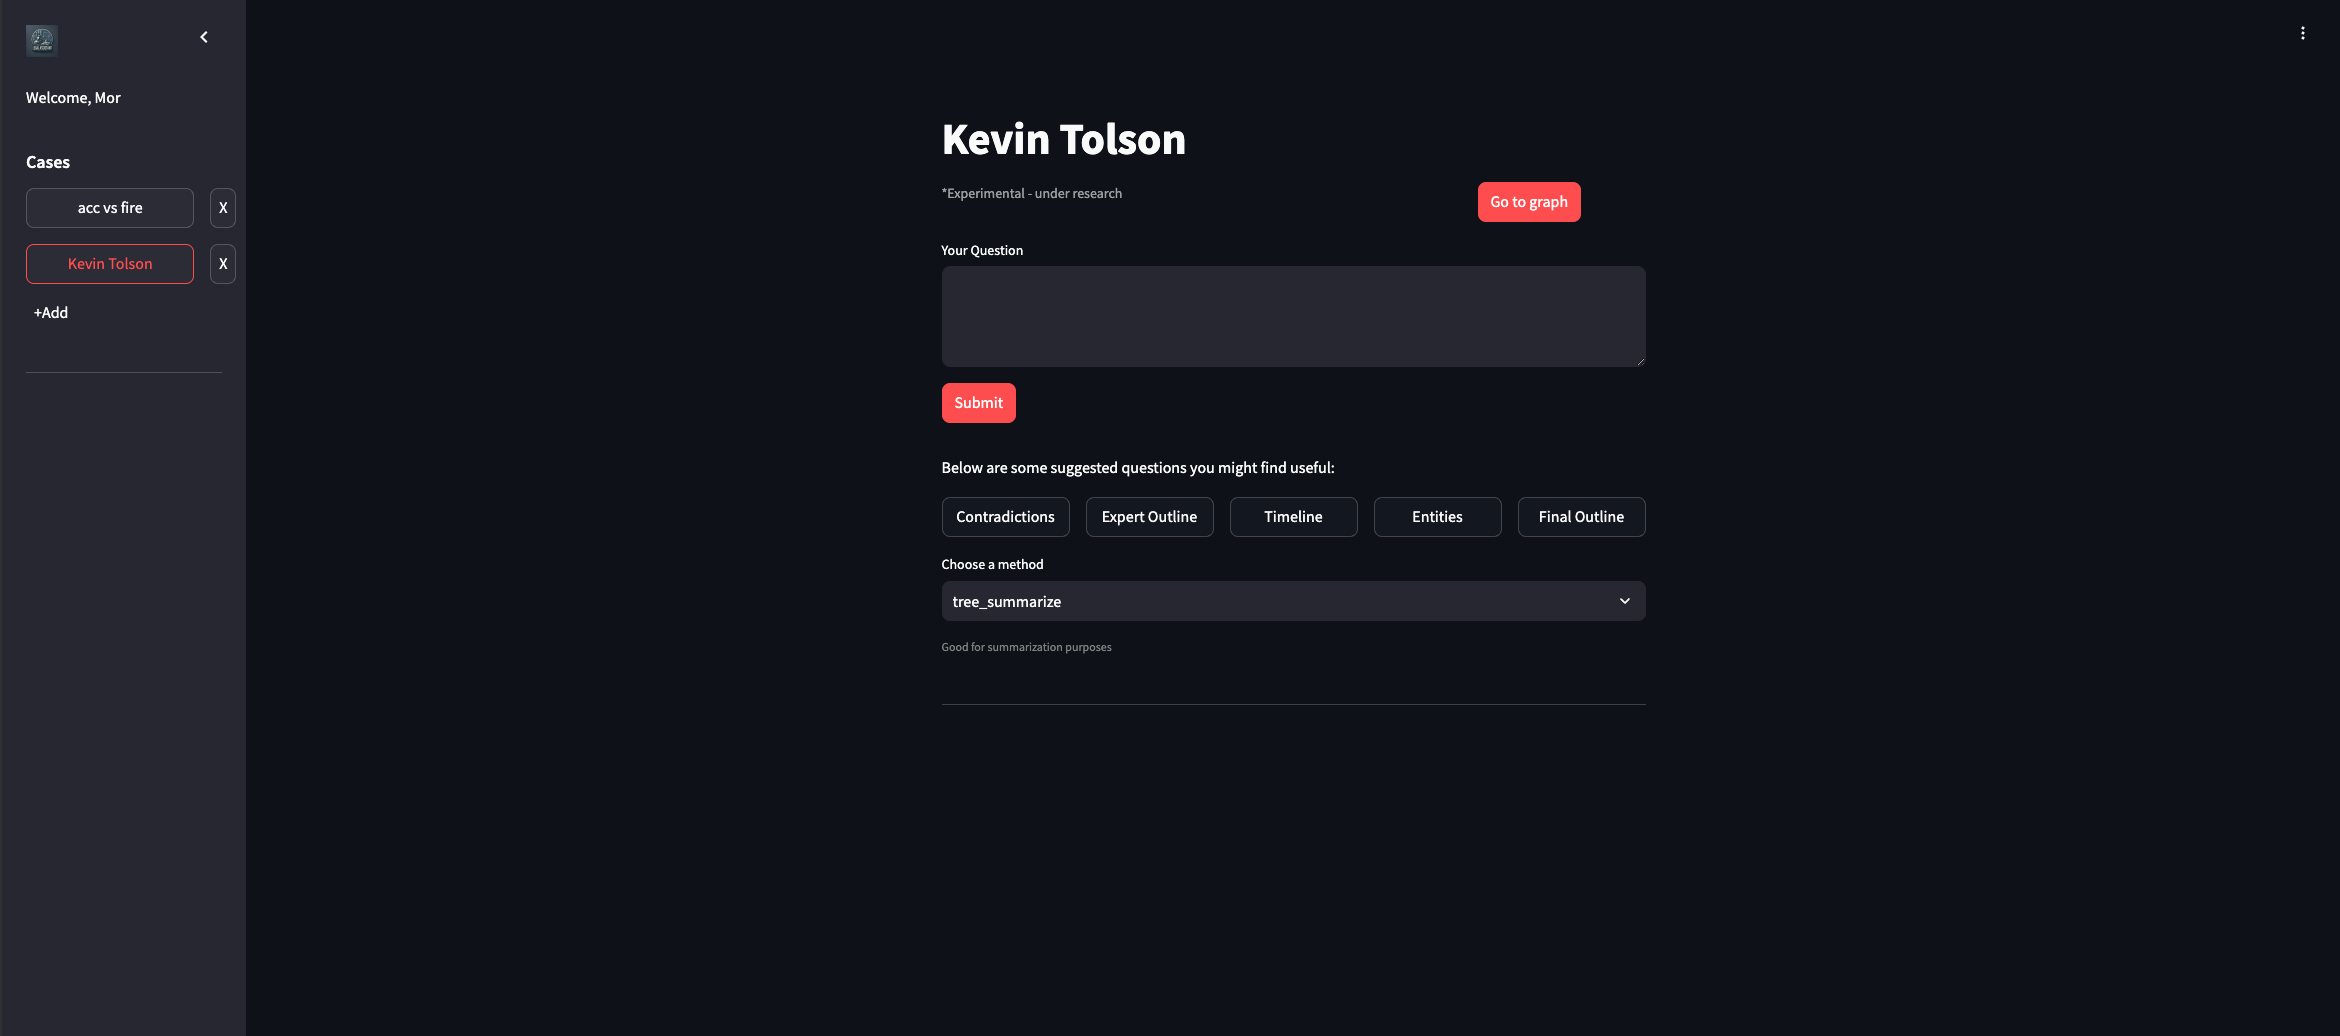 Welcome, Mor
Cases
acc vs fire
X
Kevin Tolson
X
+Add
Kevin Tolson
*Experimental - under research
Go to graph
Your Question
Submit
Below are some suggested questions you might find useful:
Contradictions
Expert Outline
Timeline
Entities
Final Outline
Choose a method
tree_summarize
Good for summarization purposes